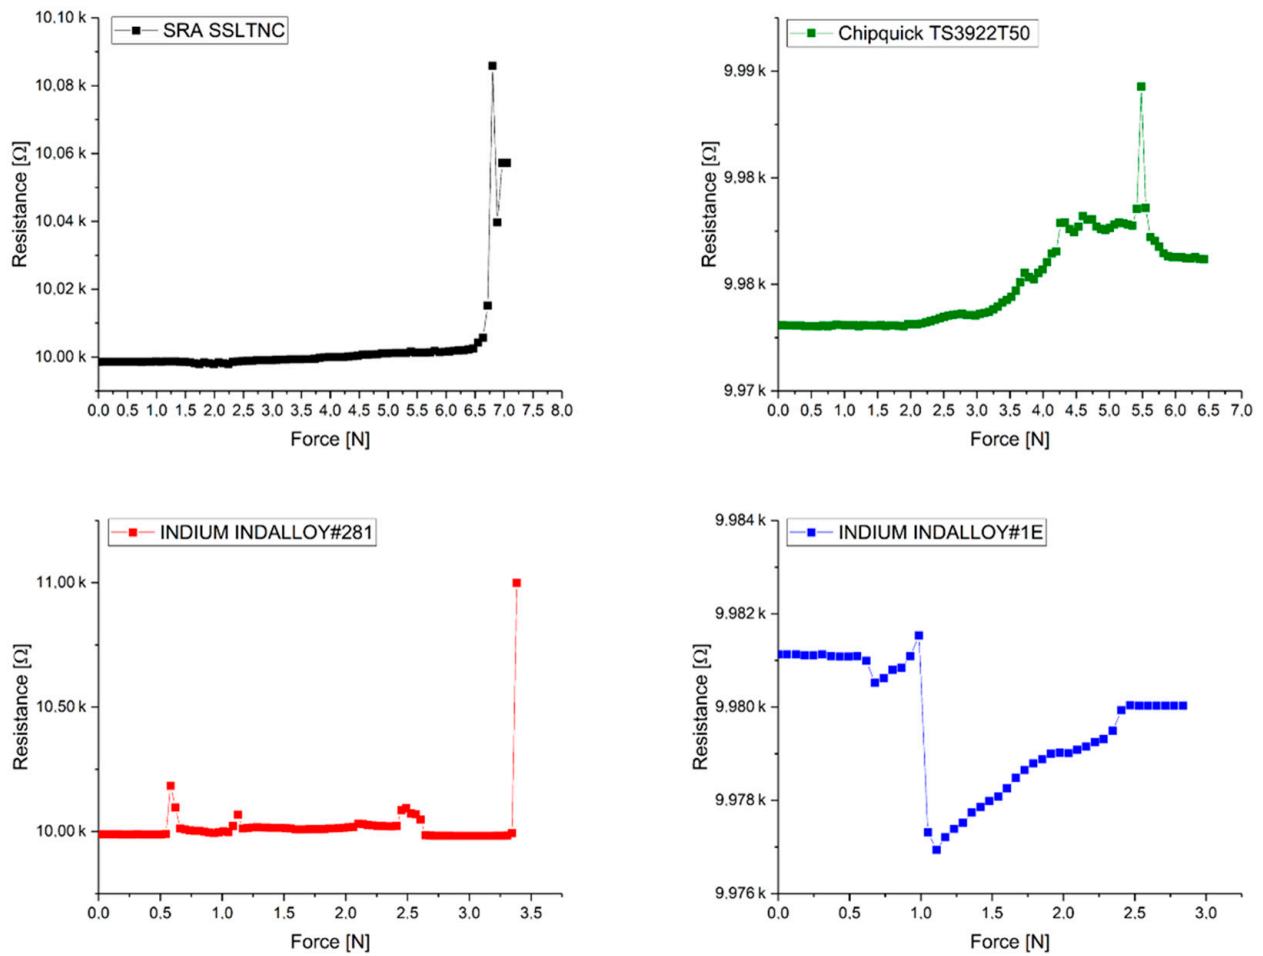 SRA SSLTNC
10.10 k
10.08 k
10.06 k
10.04 k
10.02 k
10.00 k
Resistance [Ω]
0,0 0,5 1,0 1,5 2,0 2,5 3,0 3,5 4,0 4,5 5,0 5,5 6,0 6,5 7,0 7,5 8,0
Force [N]
Chipquick TS3922T50
9.99 k
9.98 k
9.98 k
9.97 k
Resistance [Ω]
0,0 0,5 1,0 1,5 2,0 2,5 3,0 3,5 4,0 4,5 5,0 5,5 6,0 6,5 7,0
Force [N]
INDIUM INDALLOY#281
11.00 k
10.50 k
10.00 k
Resistance [Ω]
0.0 0.5 1.0 1.5 2.0 2.5 3.0 3.5
Force [N]
INDIUM INDALLOY#1E
9.984 k
9.982 k
9.980 k
9.978 k
9.976 k
Resistance [Ω]
0.0 0.5 1.0 1.5 2.0 2.5 3.0
Force [N]